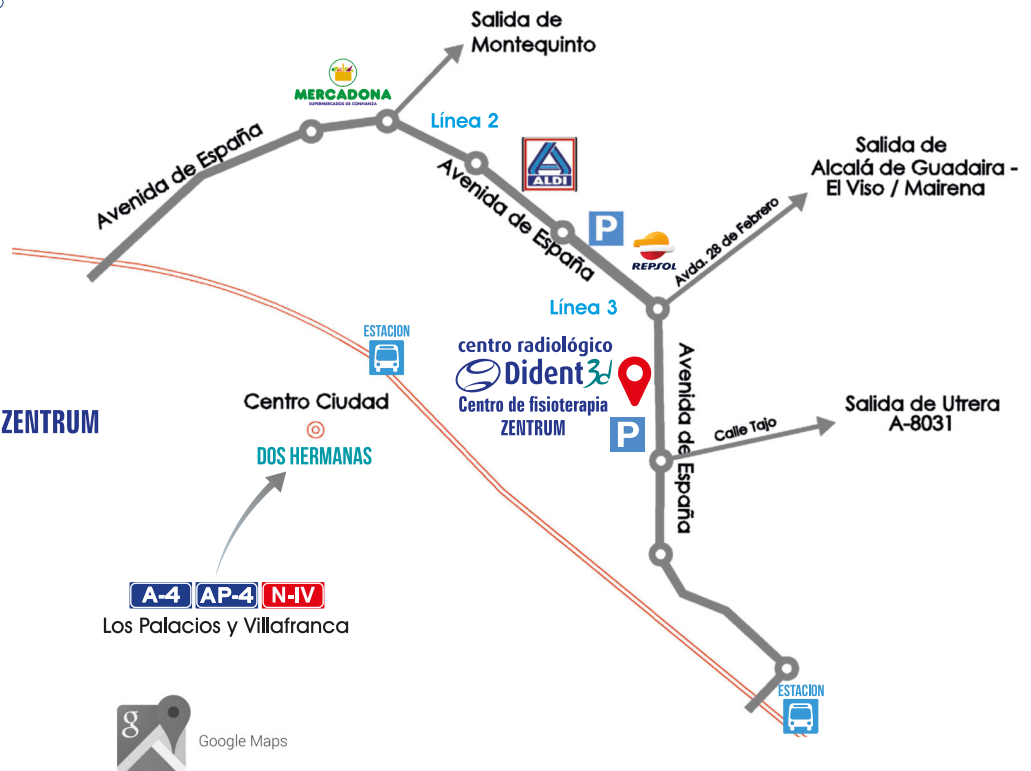 Salida de
Montequinto
MERCADONA
SUPERMERCADOS DE CONFIANZA
Línea 2
Avenida de España
ALDI
Avenida de España
Salida de
Alcalá de Guadaira -
El Viso / Mairena
P
REPSOL
Avda. 28 de Febrero
Línea 3
ESTACION
centro radiológico
Dident3d
Centro de fisioterapia
ZENTRUM
P
Avenida de España
Calle Tajo
Salida de Utrera
A-8031
ZENTRUM
Centro Ciudad
DOS HERMANAS
A-4 AP-4 N-IV
Los Palacios y Villafranca
ESTACION
g
Google Maps